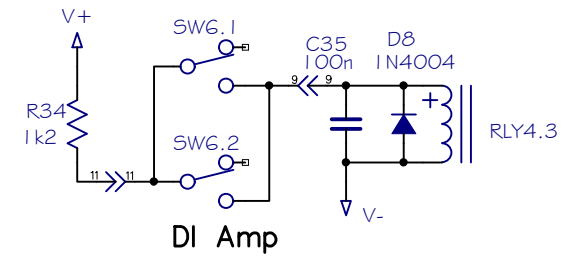 V+
SW6.1
C35
100n
D8
1N4004
9 9
R34
1k2
+
RLY4.3
SW6.2
11 11
V-
DI Amp